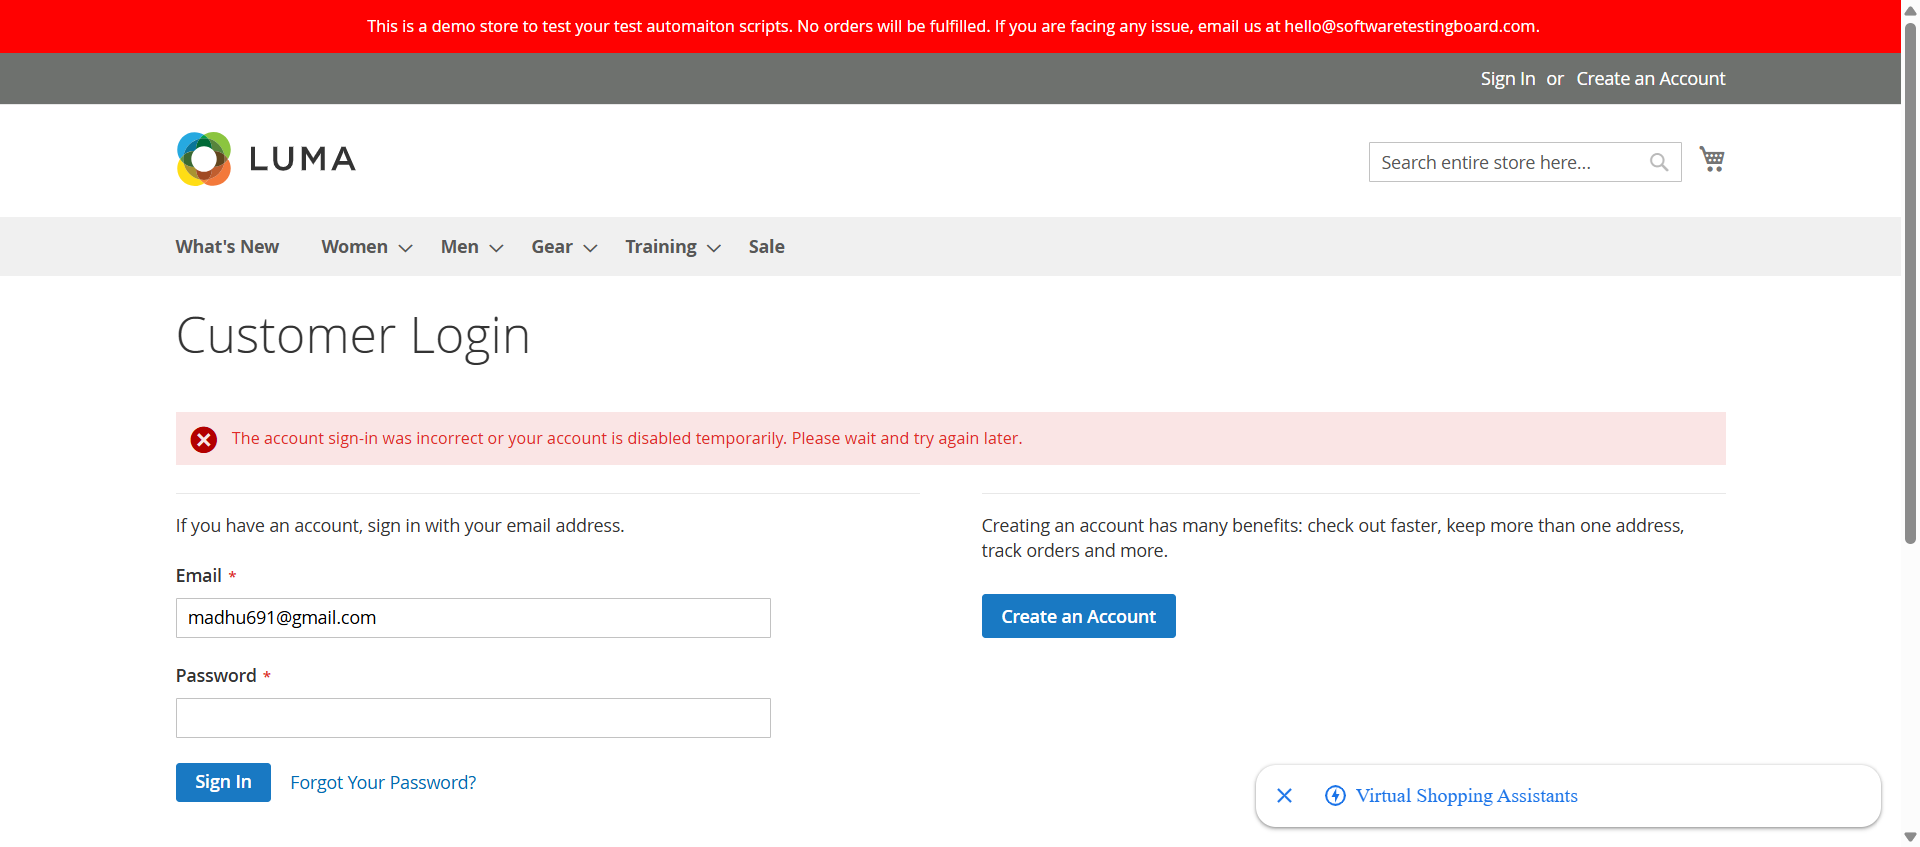 This is a demo store to test your test automaiton scripts. No orders will be fulfilled. If you are facing any issue, email us at hello@softwaretestingboard.com.
Sign In or Create an Account
LUMA
Search entire store here...
What's New Women Men Gear Training Sale
Customer Login
The account sign-in was incorrect or your account is disabled temporarily. Please wait and try again later.
If you have an account, sign in with your email address.
Email *
madhu691@gmail.com
Password *
Sign In Forgot Your Password?
Creating an account has many benefits: check out faster, keep more than one address,
track orders and more.
Create an Account
Virtual Shopping Assistants